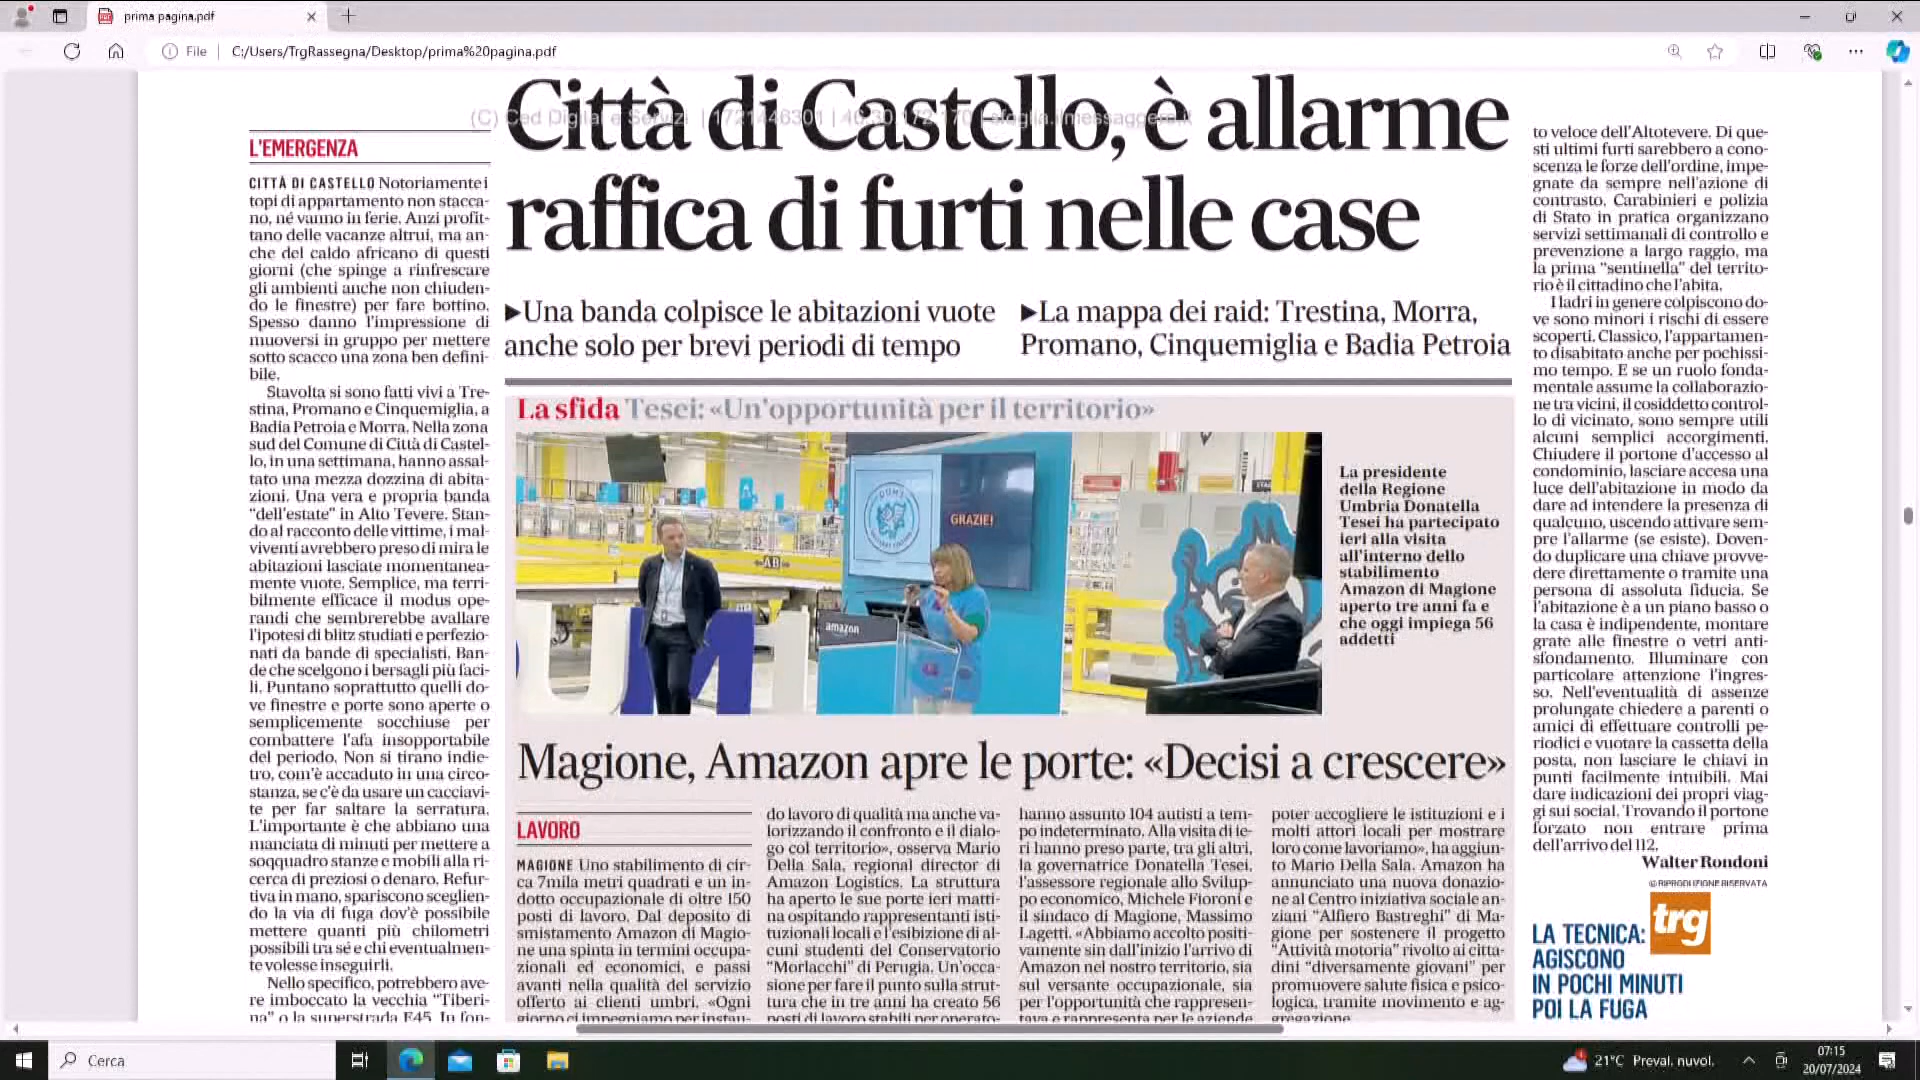 prima pagina.pdf
File
C:/Users/TrgRassegna/Desktop/prima%20pagina.pdf
Città di Castello, è allarme
raffica di furti nelle case
(C) Ced Digital e Servizi | 1721446301 | 46.30.172.170 | sfoglia.ilmessaggero.it
▶Una banda colpisce le abitazioni vuote
anche solo per brevi periodi di tempo
▶La mappa dei raid: Trestina, Morra,
Promano, Cinquemiglia e Badia Petroia
L'EMERGENZA
CITTÀ DI CASTELLO Notoriamente i
topi di appartamento non stacca-
no, né vanno in ferie. Anzi profit-
tano delle vacanze altrui, ma an-
che del caldo africano di questi
giorni (che spinge a rinfrescare
gli ambienti anche non chiuden-
do le finestre) per fare bottino.
Spesso danno l'impressione di
muoversi in gruppo per mettere
sotto scacco una zona ben defini-
bile.
Stavolta si sono fatti vivi a Tre-
stina, Promano e Cinquemiglia, a
Badia Petroia e Morra. Nella zona
sud del Comune di Città di Castel-
lo, in una settimana, hanno assal-
tato una mezza dozzina di abita-
zioni. Una vera e propria banda
“dell'estate” in Alto Tevere. Stan-
do al racconto delle vittime, i mal-
viventi avrebbero preso di mira le
abitazioni lasciate momentanea-
mente vuote. Semplice, ma terri-
bilmente efficace il modus ope-
randi che sembrerebbe avallare
l'ipotesi di blitz studiati e perfezio-
nati da bande di specialisti. Ban-
de che scelgono i bersagli più faci-
li. Puntano soprattutto quelli do-
ve finestre e porte sono aperte o
semplicemente socchiuse per
combattere l'afa insopportabile
del periodo. Non si tirano indie-
tro, com'è accaduto in una circo-
stanza, se c'è da usare un cacciavi-
te per far saltare la serratura.
L'importante è che abbiano una
manciata di minuti per mettere a
soqquadro stanze e mobili alla ri-
cerca di preziosi o denaro. Refur-
tiva in mano, spariscono sceglien-
do la via di fuga dov'è possibile
mettere quanti più chilometri
possibili tra sé e chi eventualmen-
te volesse inseguirli.
Nello specifico, potrebbero ave-
re imboccato la vecchia “Tiberi-
na” o la superstrada E45. In fon-
La sfida Tesei: «Un'opportunità per il territorio»
GRAZIE!
AB
amazon
DUM1
La presidente
della Regione
Umbria Donatella
Tesei ha partecipato
ieri alla visita
all'interno dello
stabilimento
Amazon di Magione
aperto tre anni fa e
che oggi impiega 56
addetti
Magione, Amazon apre le porte: «Decisi a crescere»
LAVORO
MAGIONE Uno stabilimento di cir-
ca 7mila metri quadrati e un in-
dotto occupazionale di oltre 150
posti di lavoro. Dal deposito di
smistamento Amazon di Magio-
ne una spinta in termini occupa-
zionali ed economici, e passi
avanti nella qualità del servizio
offerto ai clienti umbri. «Ogni
giorno ci impegniamo per instau-
do lavoro di qualità ma anche va-
lorizzando il confronto e il dialo-
go col territorio», osserva Mario
Della Sala, regional director di
Amazon Logistics. La struttura
ha aperto le sue porte ieri matti-
na ospitando rappresentanti isti-
tuzionali locali e l'esibizione di al-
cuni studenti del Conservatorio
“Morlacchi” di Perugia. Un'occa-
sione per fare il punto sulla strut-
tura che in tre anni ha creato 56
posti di lavoro stabili per operato-
hanno assunto 104 autisti a tem-
po indeterminato. Alla visita di ie-
ri hanno preso parte, tra gli altri,
la governatrice Donatella Tesei,
l'assessore regionale allo Svilup-
po economico, Michele Fioroni e
il sindaco di Magione, Massimo
Lagetti. «Abbiamo accolto positi-
vamente sin dall'inizio l'arrivo di
Amazon nel nostro territorio, sia
sul versante occupazionale, sia
per l'opportunità che rappresen-
tava e rappresenta per le aziende
poter accogliere le istituzioni e i
molti attori locali per mostrare
loro come lavoriamo», ha aggiun-
to Mario Della Sala. Amazon ha
annunciato una nuova donazio-
ne al Centro iniziativa sociale an-
ziani “Alfiero Bastreghi” di Ma-
gione per sostenere il progetto
“Attività motoria” rivolto ai citta-
dini “diversamente giovani” per
promuovere salute fisica e psico-
logica, tramite movimento e ag-
gregazione.
to veloce dell'Altotevere. Di que-
sti ultimi furti sarebbero a cono-
scenza le forze dell'ordine, impe-
gnate da sempre nell'azione di
contrasto. Carabinieri e polizia
di Stato in pratica organizzano
servizi settimanali di controllo e
prevenzione a largo raggio, ma
la prima “sentinella” del territo-
rio è il cittadino che l'abita.
I ladri in genere colpiscono do-
ve sono minori i rischi di essere
scoperti. Classico, l'appartamen-
to disabitato anche per pochissi-
mo tempo. E se un ruolo fonda-
mentale assume la collaborazio-
ne tra vicini, il cosiddetto control-
lo di vicinato, sono sempre utili
alcuni semplici accorgimenti.
Chiudere il portone d'accesso al
condominio, lasciare accesa una
luce dell'abitazione in modo da
dare ad intendere la presenza di
qualcuno, uscendo attivare sem-
pre l'allarme (se esiste). Doven-
do duplicare una chiave provve-
dere direttamente o tramite una
persona di assoluta fiducia. Se
l'abitazione è a un piano basso o
la casa è indipendente, montare
grate alle finestre o vetri anti-
sfondamento. Illuminare con
particolare attenzione l'ingres-
so. Nell'eventualità di assenze
prolungate chiedere a parenti o
amici di effettuare controlli pe-
riodici e vuotare la cassetta della
posta, non lasciare le chiavi in
punti facilmente intuibili. Mai
dare indicazioni dei propri viag-
gi sui social. Trovando il portone
forzato non entrare prima
dell'arrivo del 112.
Walter Rondoni
© RIPRODUZIONE RISERVATA
trg
LA TECNICA:
AGISCONO
IN POCHI MINUTI
POI LA FUGA
Cerca
21°C Preval. nuvol.
07:15
20/07/2024